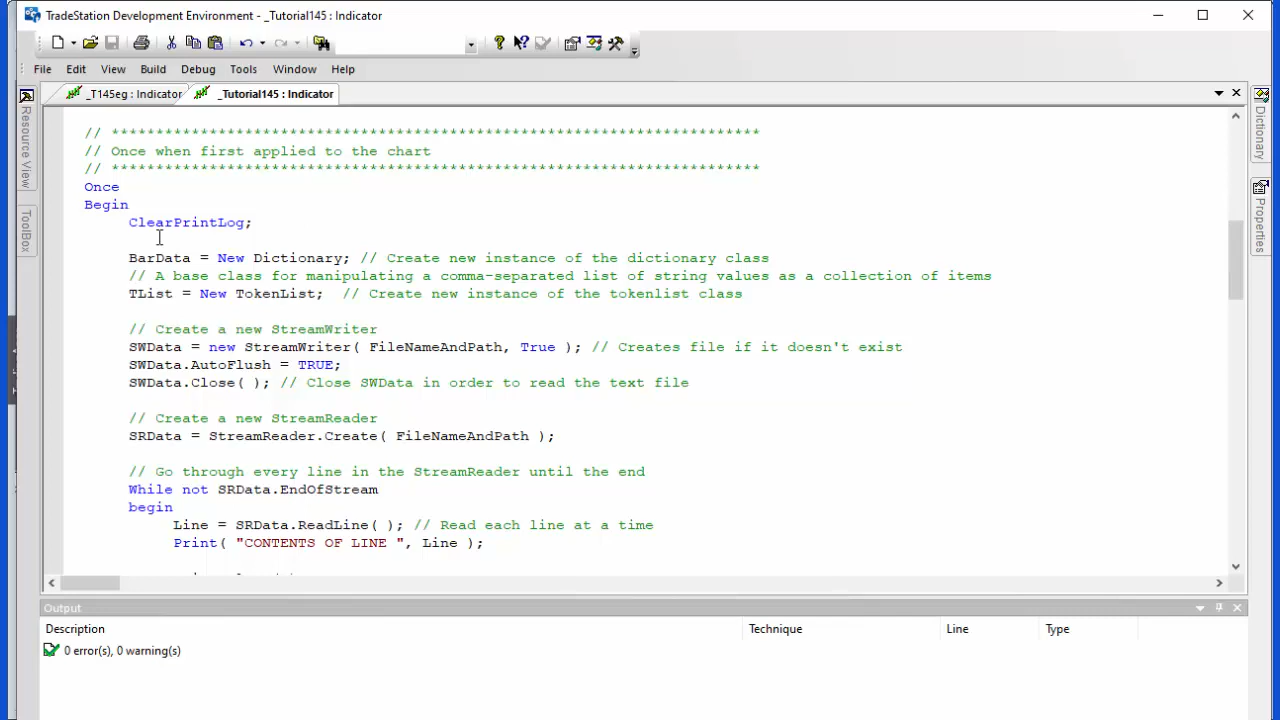 TradeStation Development Environment - _Tutorial145 : Indicator
File Edit View Build Debug Tools Window Help
_T145eg : Indicator _Tutorial145 : Indicator
Resource View
ToolBox
Dictionary
Properties
// *************************************************************************
// Once when first applied to the chart
// *************************************************************************
Once
Begin
ClearPrintLog;
BarData = New Dictionary; // Create new instance of the dictionary class
// A base class for manipulating a comma-separated list of string values as a collection of items
TList = New TokenList; // Create new instance of the tokenlist class
// Create a new StreamWriter
SWData = new StreamWriter( FileNameAndPath, True ); // Creates file if it doesn't exist
SWData.AutoFlush = TRUE;
SWData.Close( ); // Close SWData in order to read the text file
// Create a new StreamReader
SRData = StreamReader.Create( FileNameAndPath );
// Go through every line in the StreamReader until the end
While not SRData.EndOfStream
begin
Line = SRData.ReadLine( ); // Read each line at a time
Print( "CONTENTS OF LINE ", Line );
Output
Description Technique Line Type
0 error(s), 0 warning(s)